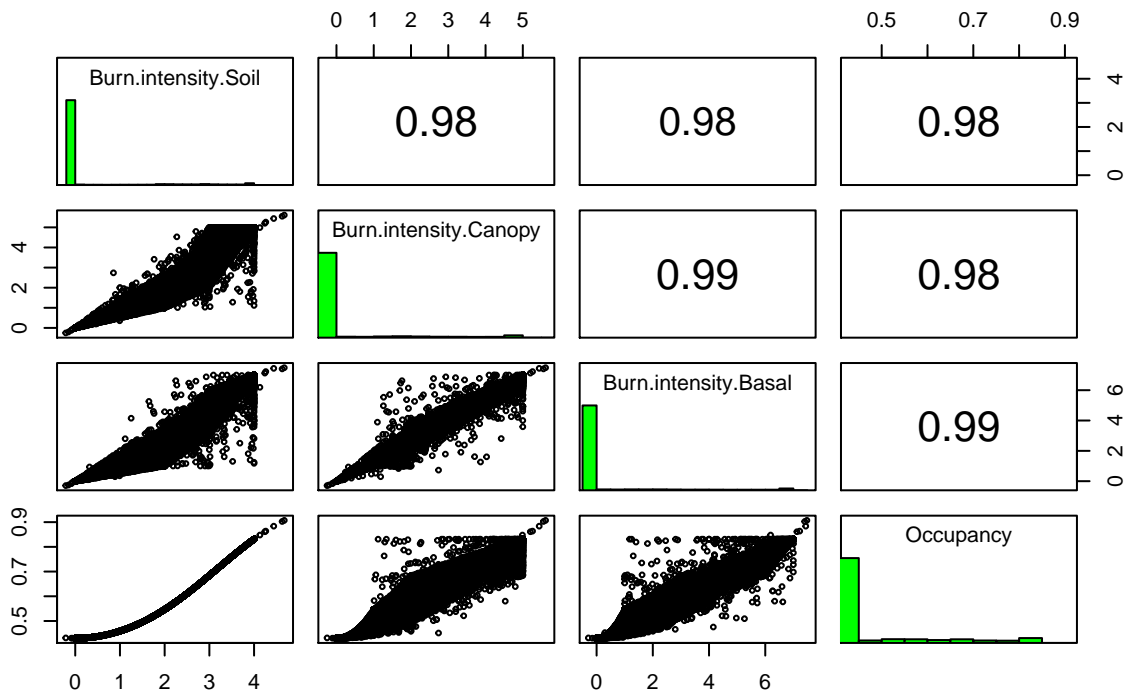 0 1 2 3 4 5
0.5 0.7 0.9
Burn.intensity.Soil
0.98
0.98
0.98
0 2 4
0 2 4
Burn.intensity.Canopy
0.99
0.98
Burn.intensity.Basal
0.99
0 2 4 6
0.5 0.7 0.9
Occupancy
0 1 2 3 4
0 2 4 6